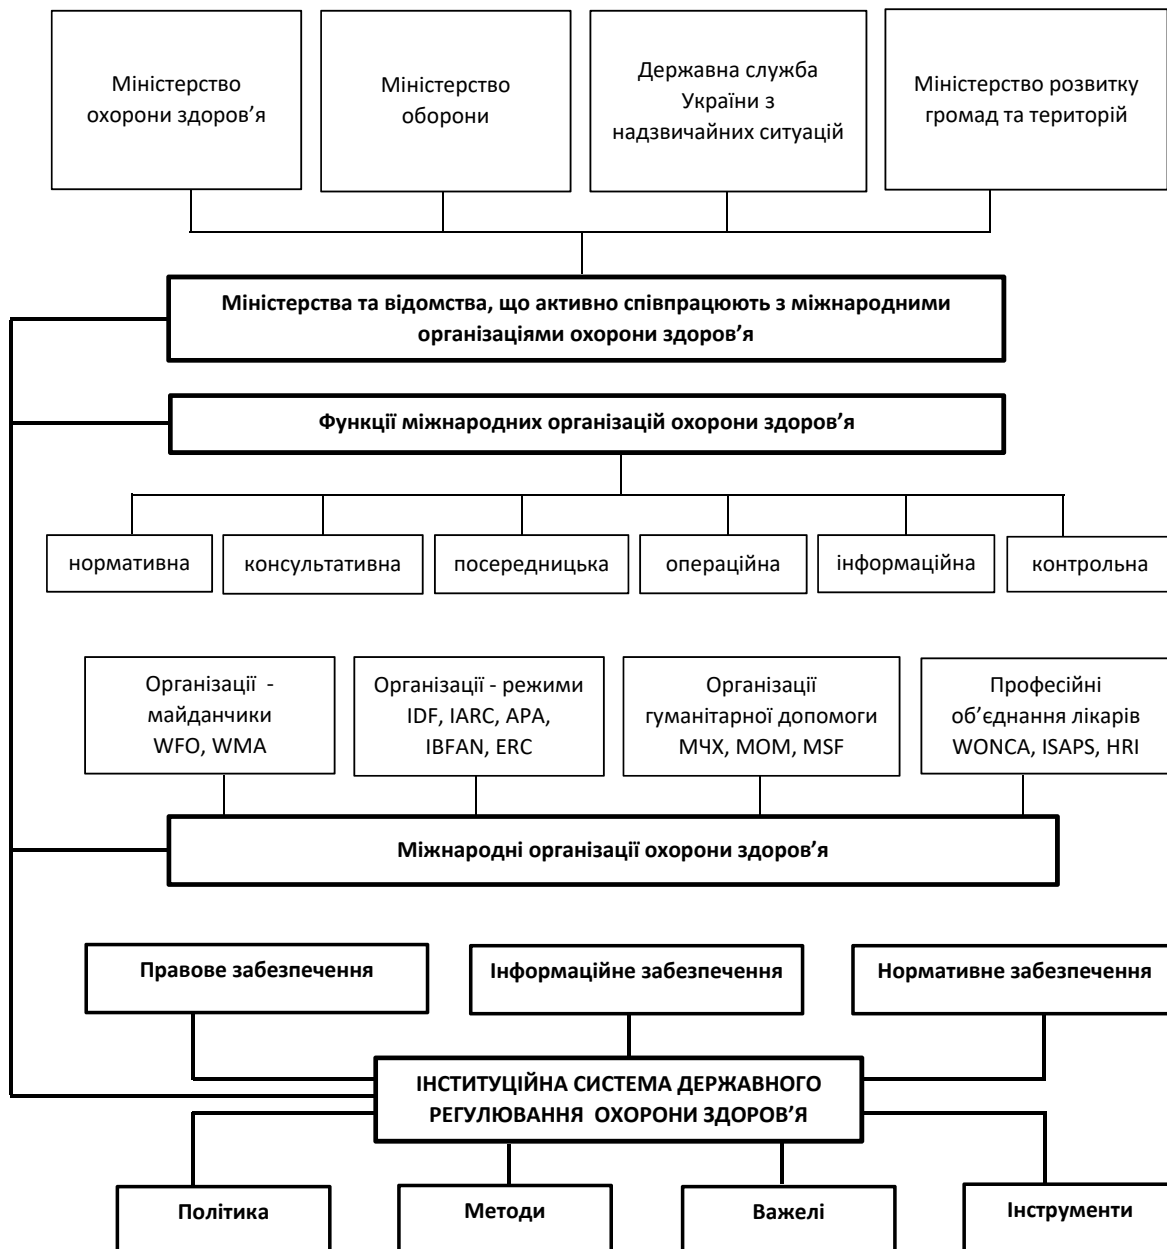 Міністерство
охорони здоров’я
Міністерство
оборони
Державна служба
України з
надзвичайних ситуацій
Міністерство розвитку
громад та територій
Міністерства та відомства, що активно співпрацюють з міжнародними
організаціями охорони здоров’я
Функції міжнародних організацій охорони здоров’я
нормативна
консультативна
посередницька
операційна
інформаційна
контрольна
Організації -
майданчики
WFO, WMA
Організації - режими
IDF, IARC, APA,
IBFAN, ERC
Організації
гуманітарної допомоги
МЧХ, МОМ, MSF
Професійні
об’єднання лікарів
WONCA, ISAPS, HRI
Міжнародні організації охорони здоров’я
Правове забезпечення
Інформаційне забезпечення
Нормативне забезпечення
ІНСТИТУЦІЙНА СИСТЕМА ДЕРЖАВНОГО
РЕГУЛЮВАННЯ ОХОРОНИ ЗДОРОВ’Я
Політика
Методи
Важелі
Інструменти